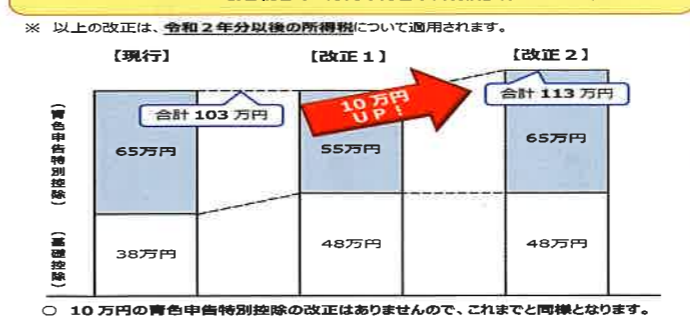 ※ 以上の改正は、令和２年分以後の所得税について適用されます。
【現行】 【改正１】 【改正２】
合計 103 万円
10 万円
ＵＰ！
合計 113 万円
（青色申告特別控除）
65万円 55万円 65万円
（基礎控除）
38万円 48万円 48万円
○ 10 万円の青色申告特別控除の改正はありませんので、これまでと同様となります。